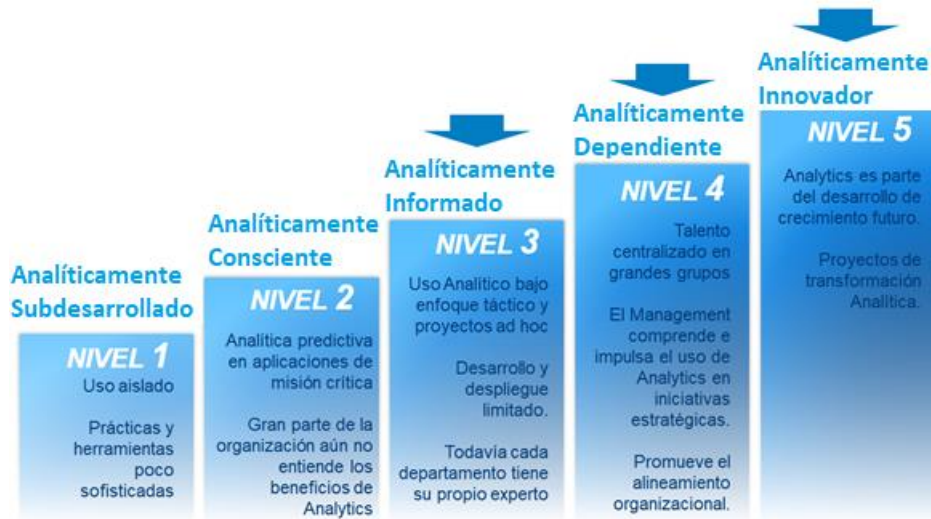 Analíticamente
Subdesarrollado
NIVEL 1
Uso aislado
Prácticas y
herramientas
poco
sofisticadas
Analíticamente
Consciente
NIVEL 2
Analítica predictiva
en aplicaciones de
misión crítica
Gran parte de la
organización aún no
entiende los
beneficios de
Analytics
Analíticamente
Informado
NIVEL 3
Uso Analítico bajo
enfoque táctico y
proyectos ad hoc
Desarrollo y
despliegue
limitado.
Todavía cada
departamento tiene
su propio experto
Analíticamente
Dependiente
NIVEL 4
Talento
centralizado en
grandes grupos
El Management
comprende e
impulsa el uso de
Analytics en
iniciativas
estratégicas.
Promueve el
alineamiento
organizacional.
Analíticamente
Innovador
NIVEL 5
Analytics es parte
del desarrollo de
crecimiento futuro.
Proyectos de
transformación
Analítica.